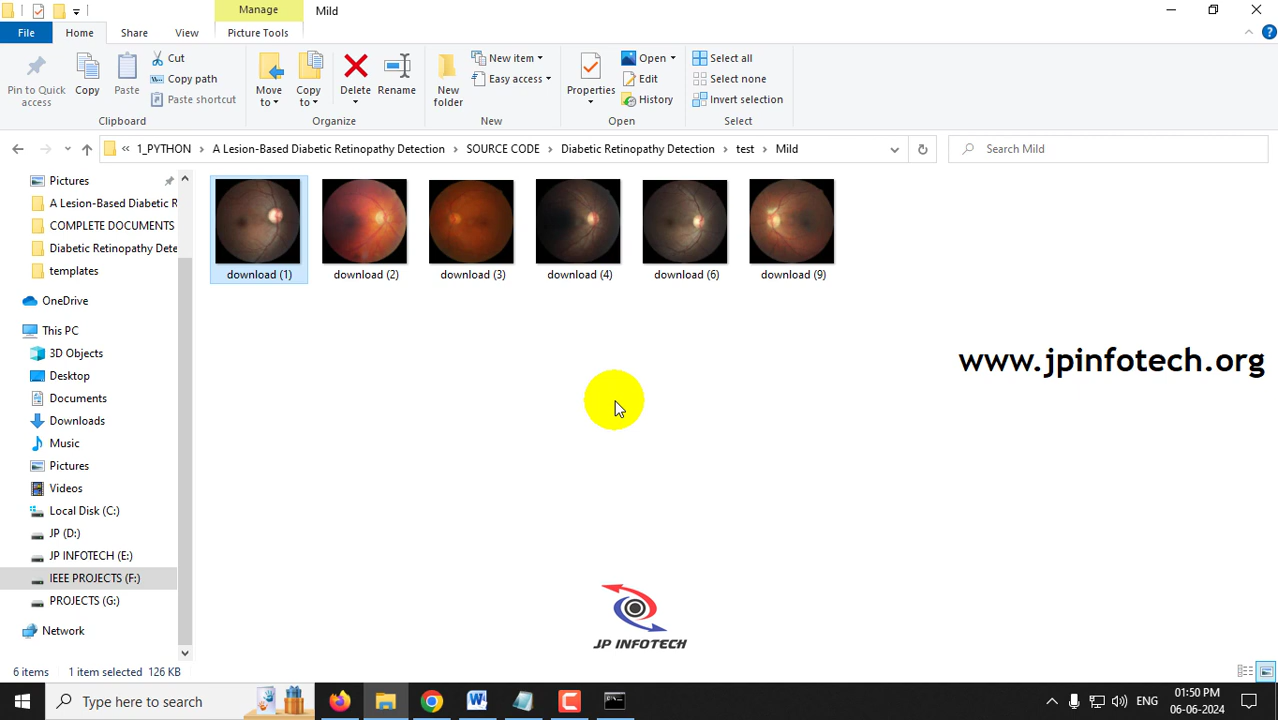 Manage
Mild
File
Home
Share
View
Picture Tools
Pin to Quick access
Copy
Paste
Cut
Copy path
Paste shortcut
Clipboard
Move to
Copy to
Delete
Rename
Organize
New folder
New item
Easy access
New
Properties
Open
Edit
History
Open
Select all
Select none
Invert selection
Select
« 1_PYTHON > A Lesion-Based Diabetic Retinopathy Detection > SOURCE CODE > Diabetic Retinopathy Detection > test > Mild
Search Mild
Pictures
A Lesion-Based Diabetic R
COMPLETE DOCUMENTS
Diabetic Retinopathy Dete
templates
OneDrive
This PC
3D Objects
Desktop
Documents
Downloads
Music
Pictures
Videos
Local Disk (C:)
JP (D:)
JP INFOTECH (E:)
IEEE PROJECTS (F:)
PROJECTS (G:)
Network
download (1)
download (2)
download (3)
download (4)
download (6)
download (9)
www.jpinfotech.org
JP INFOTECH
6 items
1 item selected 126 KB
Type here to search
ENG
01:50 PM
06-06-2024